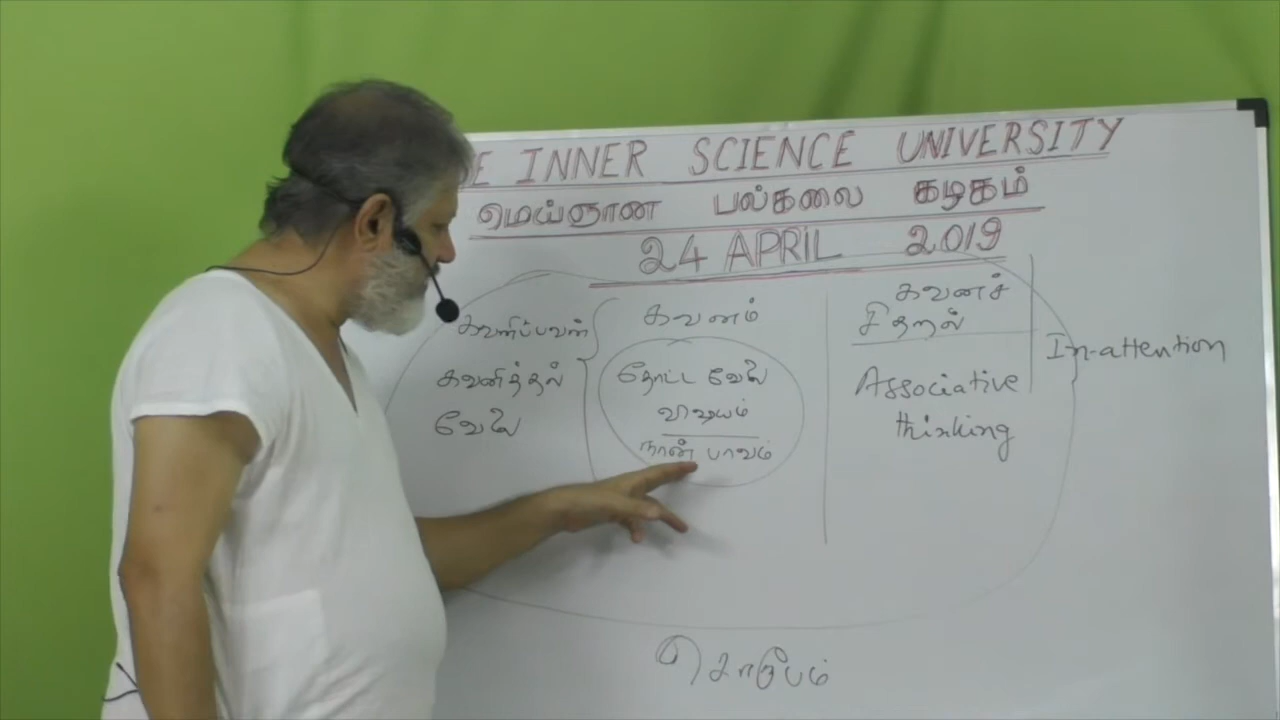 INNER SCIENCE UNIVERSITY
மெய்ஞான பல்கலை கழகம்
24 APRIL 2019
கவனிப்பவன்
கவனித்தல்
வேலை
கவனம்
தோட்ட வேலை
விஷயம்
நான் பாவம்
கவனச்
சிதறல்
Associative
thinking
In-attention
சொரூபம்